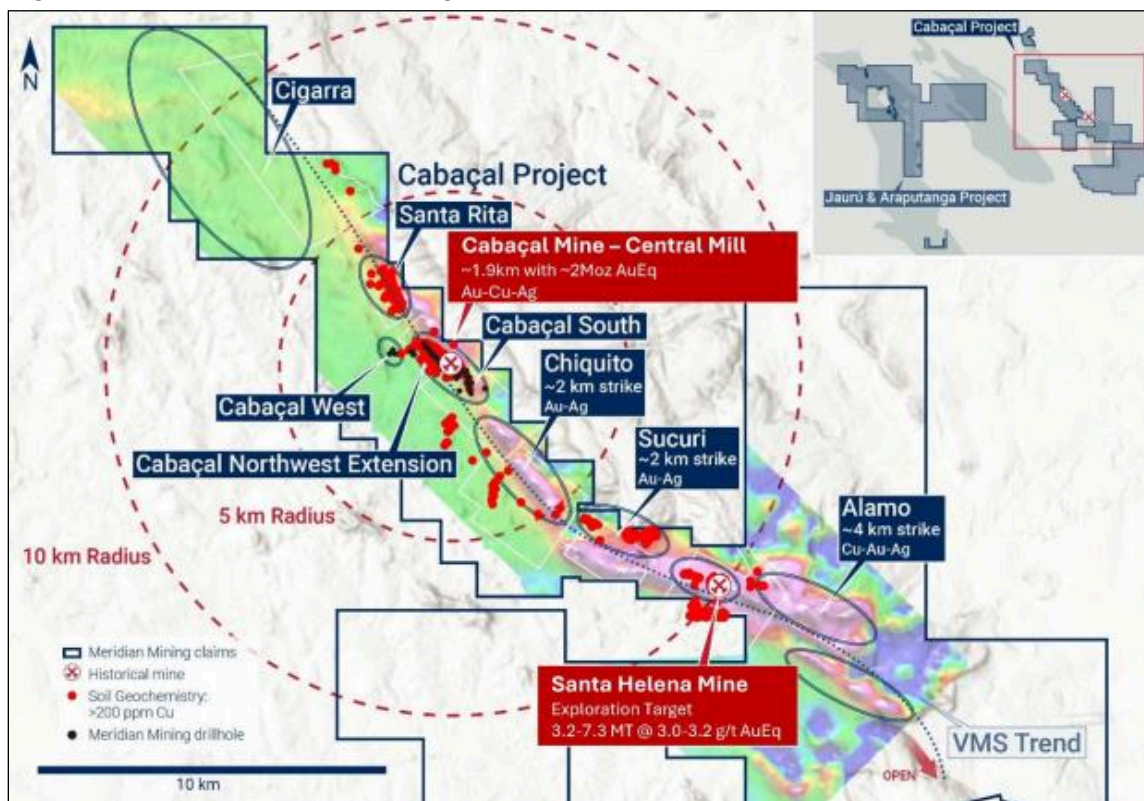 Cabaçal Project
Jaurú & Araputanga Project
N
Cigarra
Cabaçal Project
Santa Rita
Cabaçal Mine – Central Mill
~1.9km with ~2Moz AuEq
Au-Cu-Ag
Cabaçal South
Chiquito
~2 km strike
Au-Ag
Cabaçal West
Cabaçal Northwest Extension
Sucuri
~2 km strike
Au-Ag
Alamo
~4 km strike
Cu-Au-Ag
5 km Radius
10 km Radius
Meridian Mining claims
Historical mine
Soil Geochemistry:
>200 ppm Cu
Meridian Mining drillhole
10 km
Santa Helena Mine
Exploration Target
3.2-7.3 MT @ 3.0-3.2 g/t AuEq
VMS Trend
OPEN